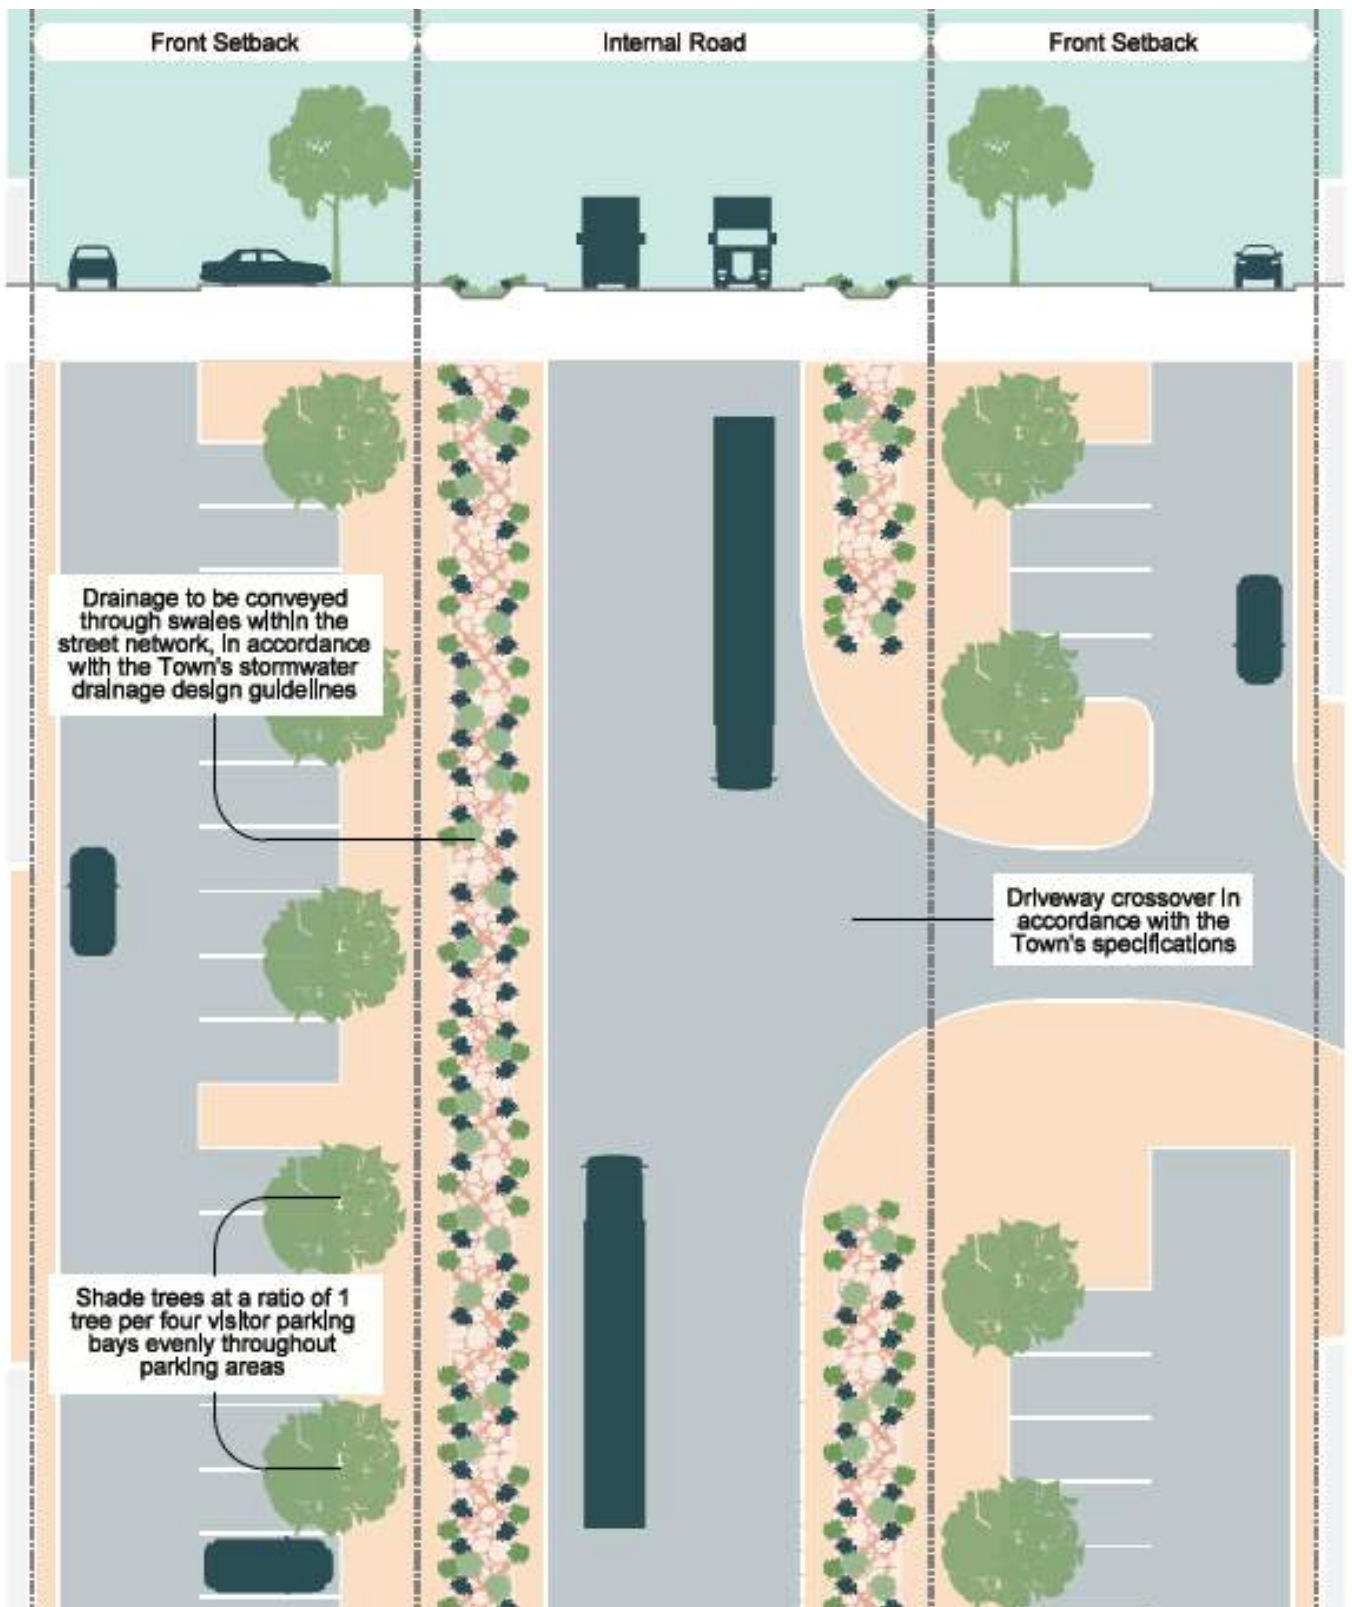 Front Setback
Internal Road
Front Setback
Drainage to be conveyed
through swales within the
street network, in accordance
with the Town's stormwater
drainage design guidelines
Driveway crossover in
accordance with the
Town's specifications
Shade trees at a ratio of 1
tree per four visitor parking
bays evenly throughout
parking areas